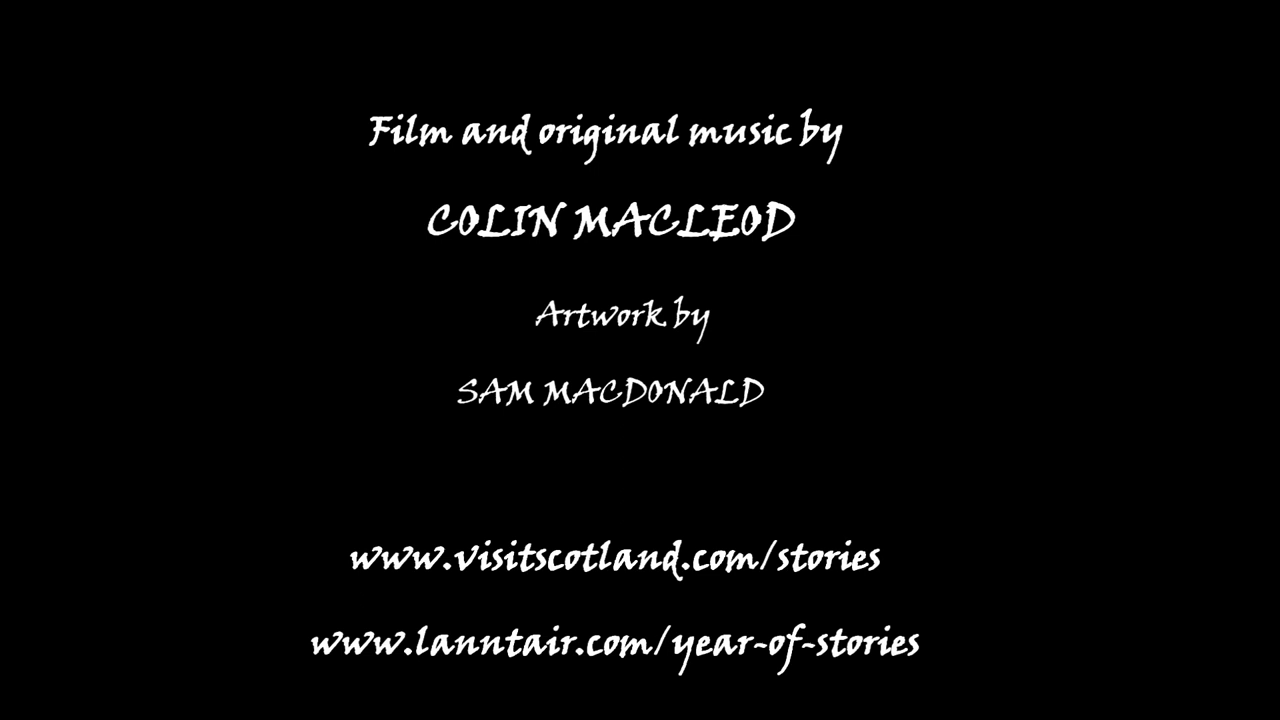 Film and original music by
COLIN MACLEOD
Artwork by
SAM MACDONALD
www.visitscotland.com/stories
www.lanntair.com/year-of-stories